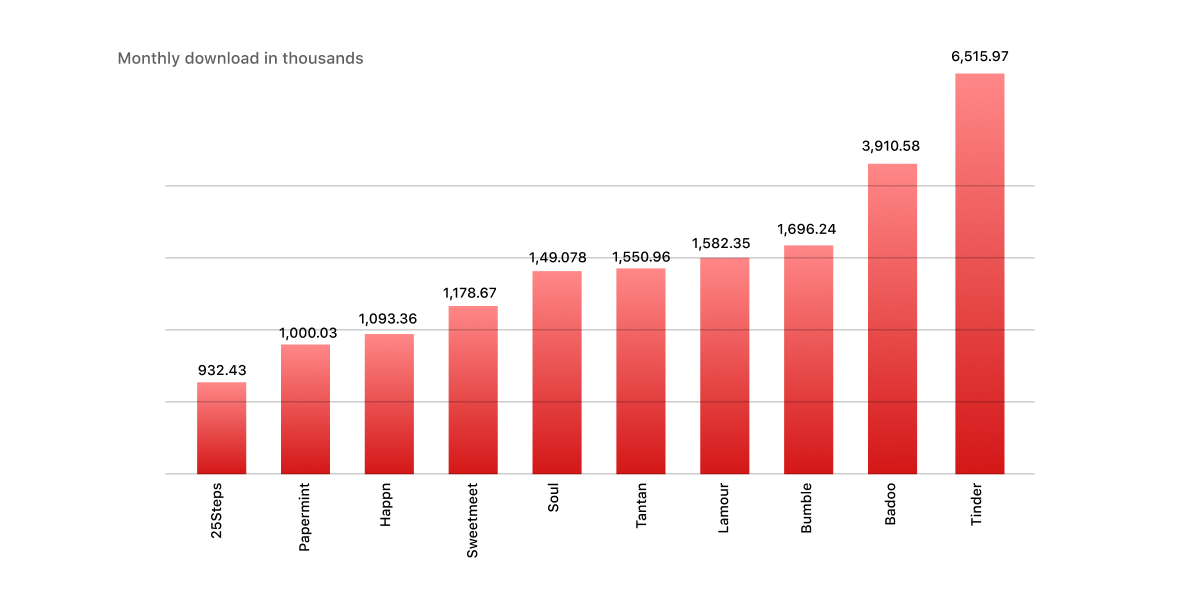 Monthly download in thousands
6,515.97
3,910.58
1,696.24
1,582.35
1,49.078
1,550.96
1,178.67
1,093.36
1,000.03
932.43
25Steps
Papermint
Happn
Sweetmeet
Soul
Tantan
Lamour
Bumble
Badoo
Tinder